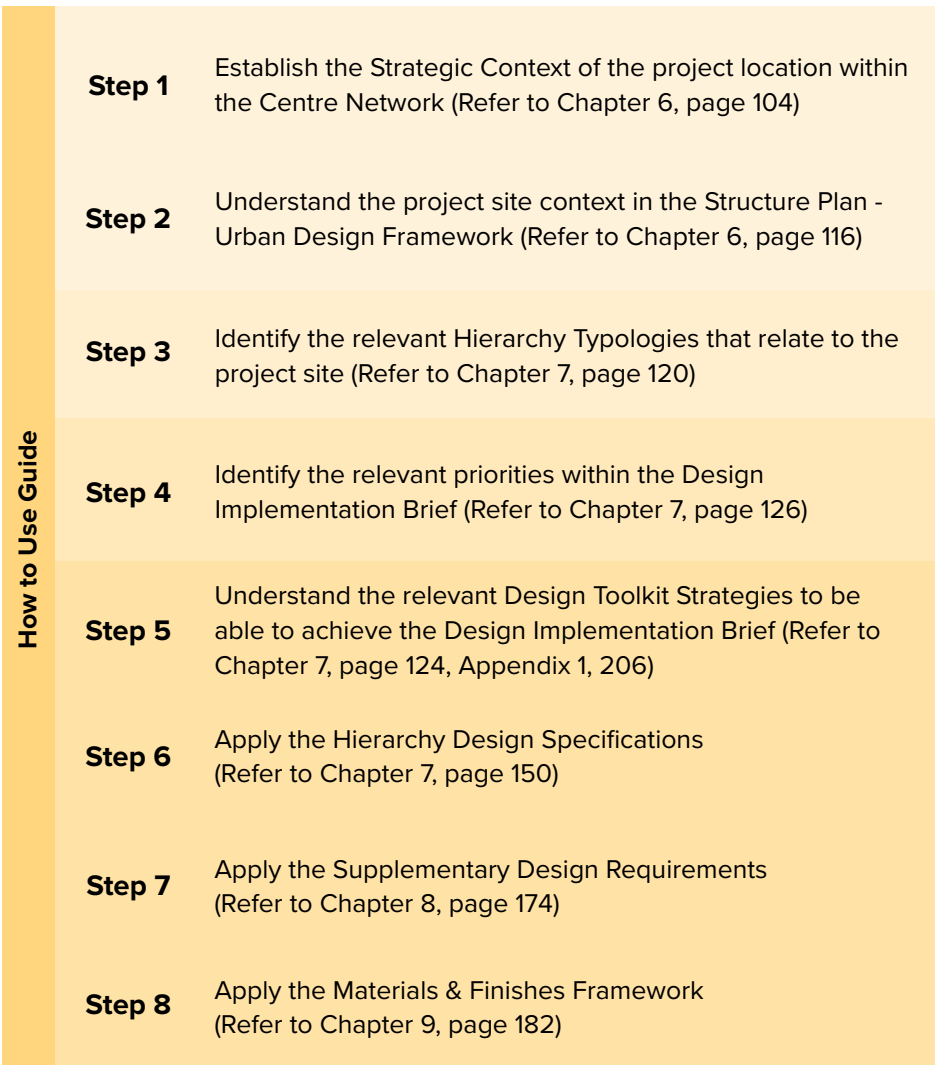 How to Use Guide
Step 1
Establish the Strategic Context of the project location within
the Centre Network (Refer to Chapter 6, page 104)
Step 2
Understand the project site context in the Structure Plan -
Urban Design Framework (Refer to Chapter 6, page 116)
Step 3
Identify the relevant Hierarchy Typologies that relate to the
project site (Refer to Chapter 7, page 120)
Step 4
Identify the relevant priorities within the Design
Implementation Brief (Refer to Chapter 7, page 126)
Step 5
Understand the relevant Design Toolkit Strategies to be
able to achieve the Design Implementation Brief (Refer to
Chapter 7, page 124, Appendix 1, 206)
Step 6
Apply the Hierarchy Design Specifications
(Refer to Chapter 7, page 150)
Step 7
Apply the Supplementary Design Requirements
(Refer to Chapter 8, page 174)
Step 8
Apply the Materials & Finishes Framework
(Refer to Chapter 9, page 182)